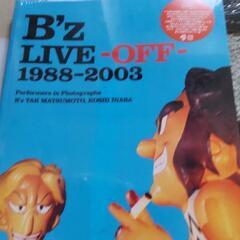 B'z
LIVE-OFF-
1988-2003
Performers in Photographs
B'z TAK MATSUMOTO, KOSHI INABA